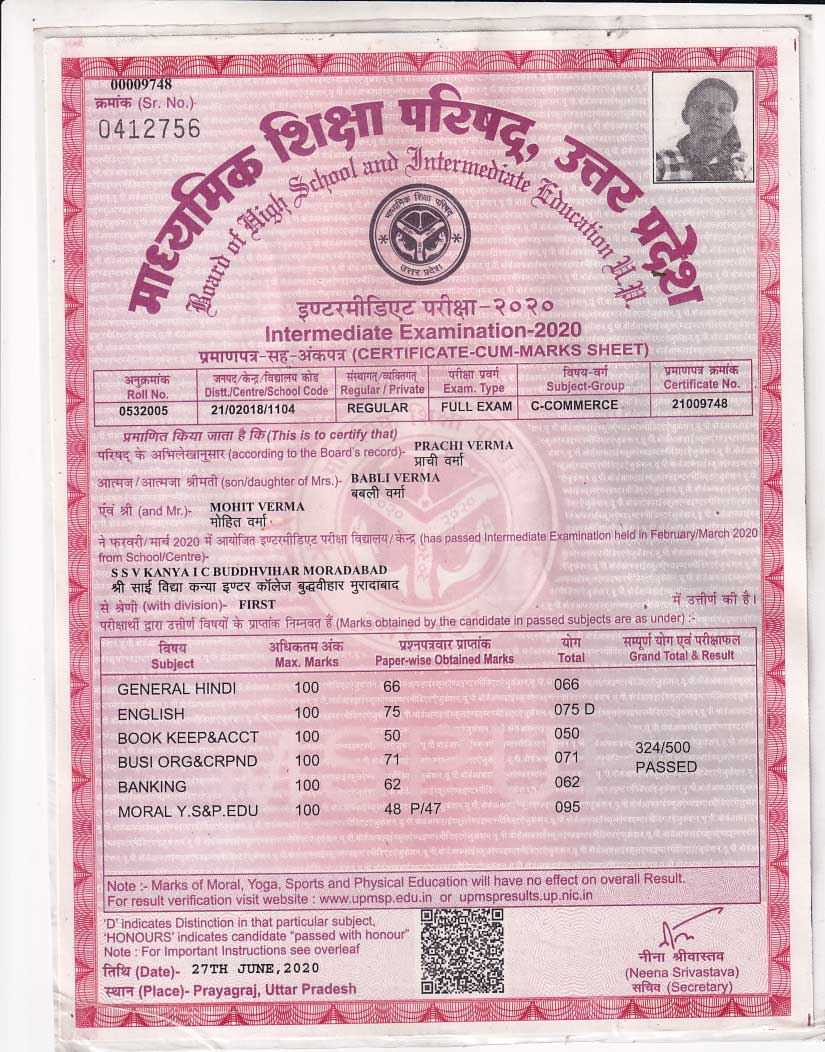 00009748
क्रमांक (Sr. No.)-
0412756
माध्यमिक शिक्षा परिषद्, उत्तर प्रदेश
Board of High School and Intermediate Education U.P.
माध्यमिक शिक्षा परिषद
उत्तर प्रदेश
इण्टरमीडिएट परीक्षा-२०२०
Intermediate Examination-2020
प्रमाणपत्र-सह-अंकपत्र (CERTIFICATE-CUM-MARKS SHEET)
अनुक्रमांक जनपद/केन्द्र/विद्यालय कोड संस्थागत/व्यक्तिगत परीक्षा प्रवर्ग विषय-वर्ग प्रमाणपत्र क्रमांक
Roll No. Distt./Centre/School Code Regular / Private Exam. Type Subject-Group Certificate No.
0532005 21/02018/1104 REGULAR FULL EXAM C-COMMERCE 21009748
प्रमाणित किया जाता है कि (This is to certify that)
परिषद् के अभिलेखानुसार (according to the Board's record)- PRACHI VERMA
प्राची वर्मा
आत्मज/आत्मजा श्रीमती (son/daughter of Mrs.)- BABLI VERMA
बबली वर्मा
एवं श्री (and Mr.)- MOHIT VERMA
मोहित वर्मा
ने फरवरी/मार्च 2020 में आयोजित इण्टरमीडिएट परीक्षा विद्यालय/केन्द्र (has passed Intermediate Examination held in February/March 2020
from School/Centre)-
S S V KANYA I C BUDDHVIHAR MORADABAD
श्री साई विद्या कन्या इण्टर कॉलेज बुद्धवीहार मुरादाबाद
से श्रेणी (with division)- FIRST में उत्तीर्ण की है।
परीक्षार्थी द्वारा उत्तीर्ण विषयों के प्राप्तांक निम्नवत हैं (Marks obtained by the candidate in passed subjects are as under) :-
विषय अधिकतम अंक प्रश्नपत्रवार प्राप्तांक योग सम्पूर्ण योग एवं परीक्षाफल
Subject Max. Marks Paper-wise Obtained Marks Total Grand Total & Result
GENERAL HINDI 100 66 066
ENGLISH 100 75 075 D
BOOK KEEP&ACCT 100 50 050
324/500
BUSI ORG&CRPND 100 71 071
PASSED
BANKING 100 62 062
MORAL Y.S&P.EDU 100 48 P/47 095
Note :- Marks of Moral, Yoga, Sports and Physical Education will have no effect on overall Result.
For result verification visit website : www.upmsp.edu.in or upmspresults.up.nic.in
'D' indicates Distinction in that particular subject,
'HONOURS' indicates candidate "passed with honour"
Note : For Important Instructions see overleaf
तिथि (Date)- 27TH JUNE,2020
स्थान (Place)- Prayagraj, Uttar Pradesh
नीना श्रीवास्तव
(Neena Srivastava)
सचिव (Secretary)